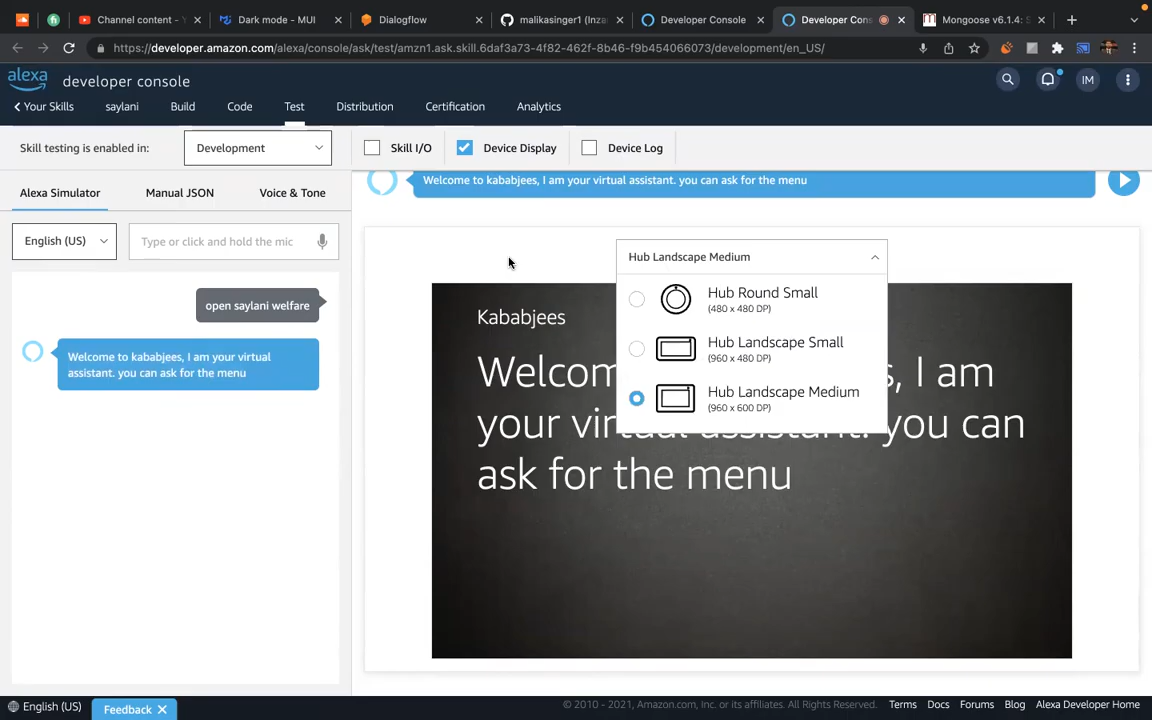 Channel content - Y
Dark mode - MUI
Dialogflow
malikasinger1 (Inza
Developer Console
Developer Con
Mongoose v6.1.4: S
https://developer.amazon.com/alexa/console/ask/test/amzn1.ask.skill.6daf3a73-4f82-462f-8b46-f9b454066073/development/en_US/
alexa developer console
IM
Your Skills saylani Build Code Test Distribution Certification Analytics
Skill testing is enabled in: Development Skill I/O Device Display Device Log
Alexa Simulator Manual JSON Voice & Tone
English (US) Type or click and hold the mic
open saylani welfare
Welcome to kababjees, I am your virtual
assistant. you can ask for the menu
Welcome to kababjees, I am your virtual assistant. you can ask for the menu
Hub Landscape Medium
Hub Round Small
(480 x 480 DP)
Hub Landscape Small
(960 x 480 DP)
Hub Landscape Medium
(960 x 600 DP)
Kababjees
Welcom s, I am
your virtual assistant. you can
ask for the menu
English (US) Feedback
© 2010 - 2021, Amazon.com, Inc. or its affiliates. All Rights Reserved. Terms Docs Forums Blog Alexa Developer Home